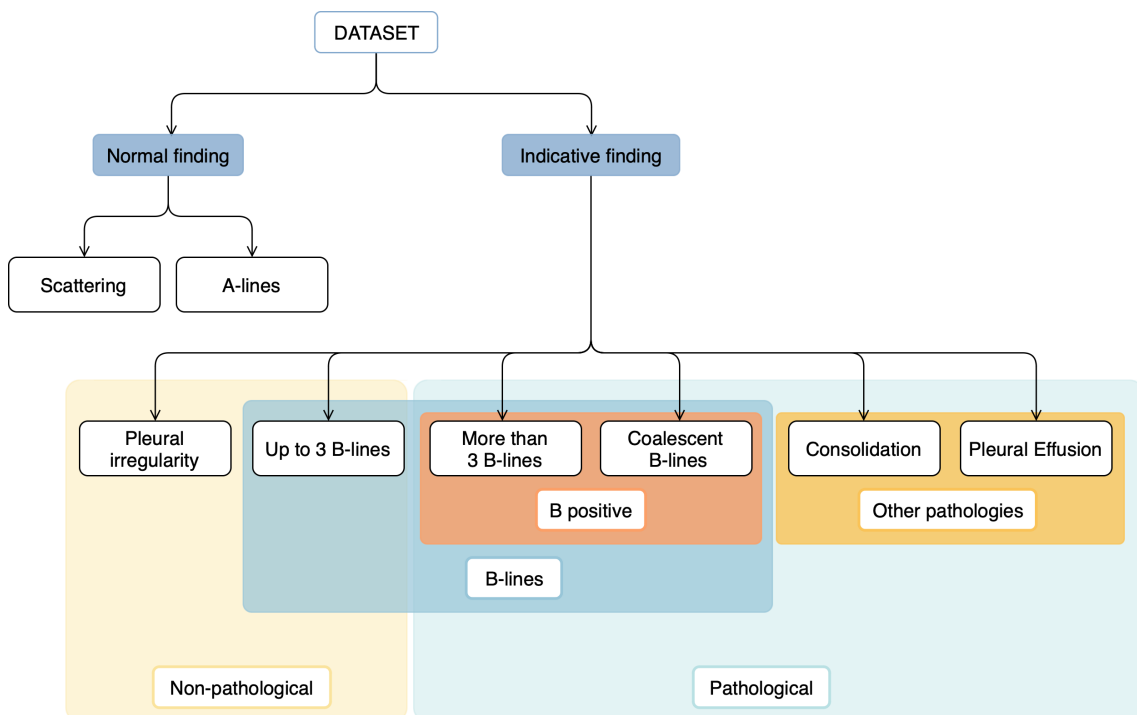 DATASET
Normal finding
Indicative finding
Scattering
A-lines
Pleural
irregularity
Up to 3 B-lines
More than
3 B-lines
Coalescent
B-lines
Consolidation
Pleural Effusion
B positive
Other pathologies
B-lines
Non-pathological
Pathological